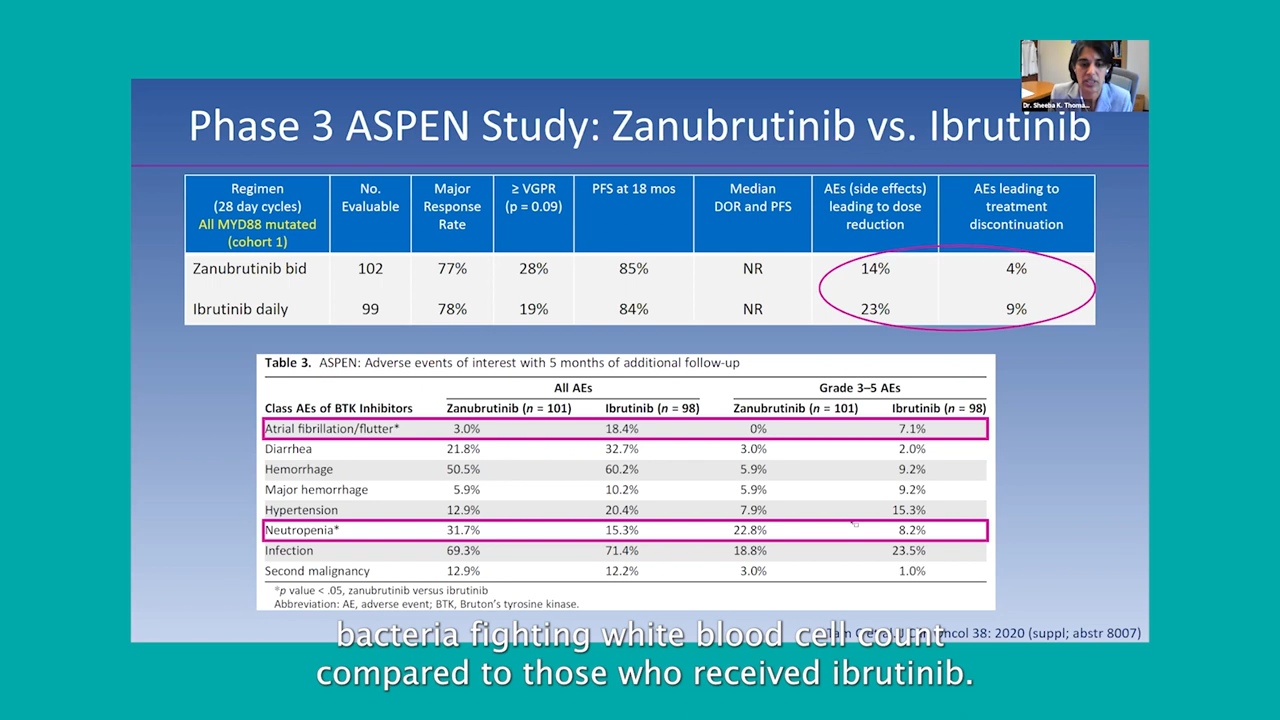 Dr. Sheeba K. Thoma...
Phase 3 ASPEN Study: Zanubrutinib vs. Ibrutinib
Regimen (28 day cycles) All MYD88 mutated (cohort 1) No. Evaluable Major Response Rate ≥ VGPR (p = 0.09) PFS at 18 mos Median DOR and PFS AEs (side effects) leading to dose reduction AEs leading to treatment discontinuation
Zanubrutinib bid 102 77% 28% 85% NR 14% 4%
Ibrutinib daily 99 78% 19% 84% NR 23% 9%
Table 3. ASPEN: Adverse events of interest with 5 months of additional follow-up
All AEs Grade 3–5 AEs
Class AEs of BTK Inhibitors Zanubrutinib (n = 101) Ibrutinib (n = 98) Zanubrutinib (n = 101) Ibrutinib (n = 98)
Atrial fibrillation/flutter* 3.0% 18.4% 0% 7.1%
Diarrhea 21.8% 32.7% 3.0% 2.0%
Hemorrhage 50.5% 60.2% 5.9% 9.2%
Major hemorrhage 5.9% 10.2% 5.9% 9.2%
Hypertension 12.9% 20.4% 7.9% 15.3%
Neutropenia* 31.7% 15.3% 22.8% 8.2%
Infection 69.3% 71.4% 18.8% 23.5%
Second malignancy 12.9% 12.2% 3.0% 1.0%
*p value < .05, zanubrutinib versus ibrutinib
Abbreviation: AE, adverse event; BTK, Bruton's tyrosine kinase.
38: 2020 (suppl; abstr 8007)
bacteria fighting white blood cell count
compared to those who received ibrutinib.